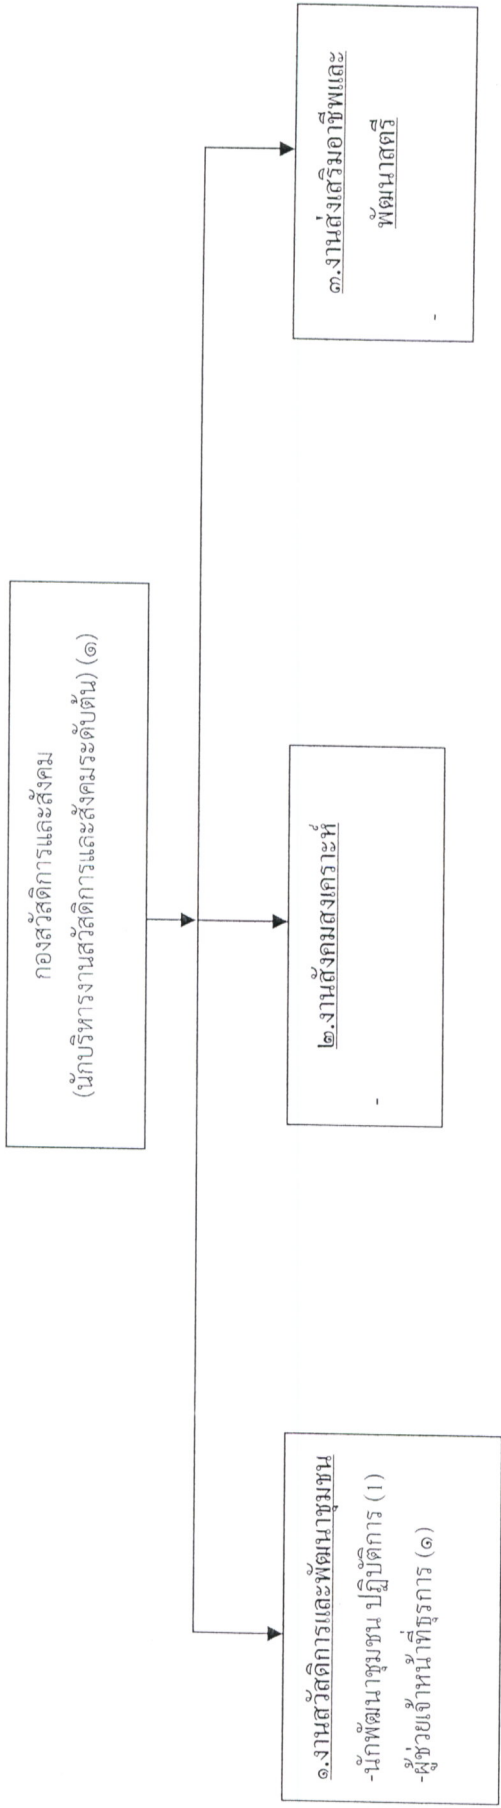 กองสวัสดิการและสังคม
(นักบริหารงานสวัสดิการและสังคมระดับต้น) (๑)
๑.งานสวัสดิการและพัฒนาชุมชน
-นักพัฒนาชุมชน ปฏิบัติการ (1)
-ผู้ช่วยเจ้าหน้าที่ธุรการ (๑)
๒.งานสังคมสงเคราะห์
-
๓.งานส่งเสริมอาชีพและ
พัฒนาสตรี
-